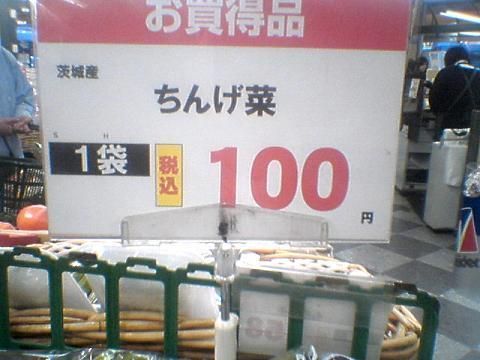 お買得品
茨城産
ちんげ菜
S H
1袋 税込 100 円